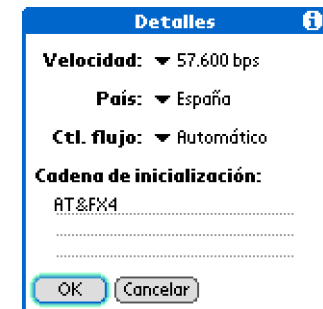 Detalles i
Velocidad: 57.600 bps
País: España
Ctl. flujo: Automático
Cadena de inicialización:
AT&FX4
OK Cancelar